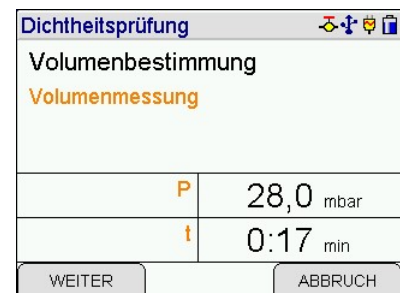 Dichtheitsprüfung
Volumenbestimmung
Volumenmessung
P 28,0 mbar
t 0:17 min
WEITER ABBRUCH